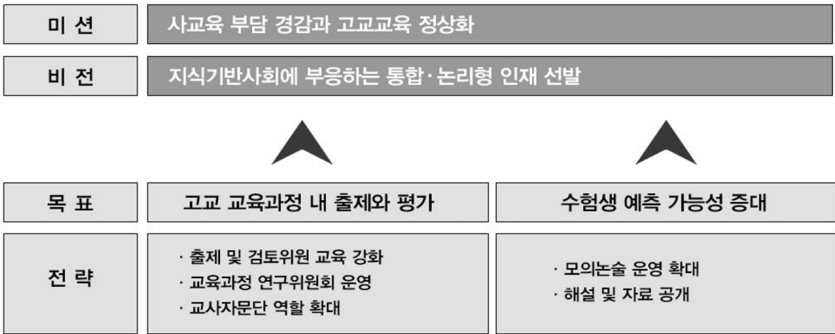 미 션
사교육 부담 경감과 고교교육 정상화
비 전
지식기반사회에 부응하는 통합·논리형 인재 선발
목 표
고교 교육과정 내 출제와 평가
수험생 예측 가능성 증대
전 략
· 출제 및 검토위원 교육 강화
· 교육과정 연구위원회 운영
· 교사자문단 역할 확대
· 모의논술 운영 확대
· 해설 및 자료 공개